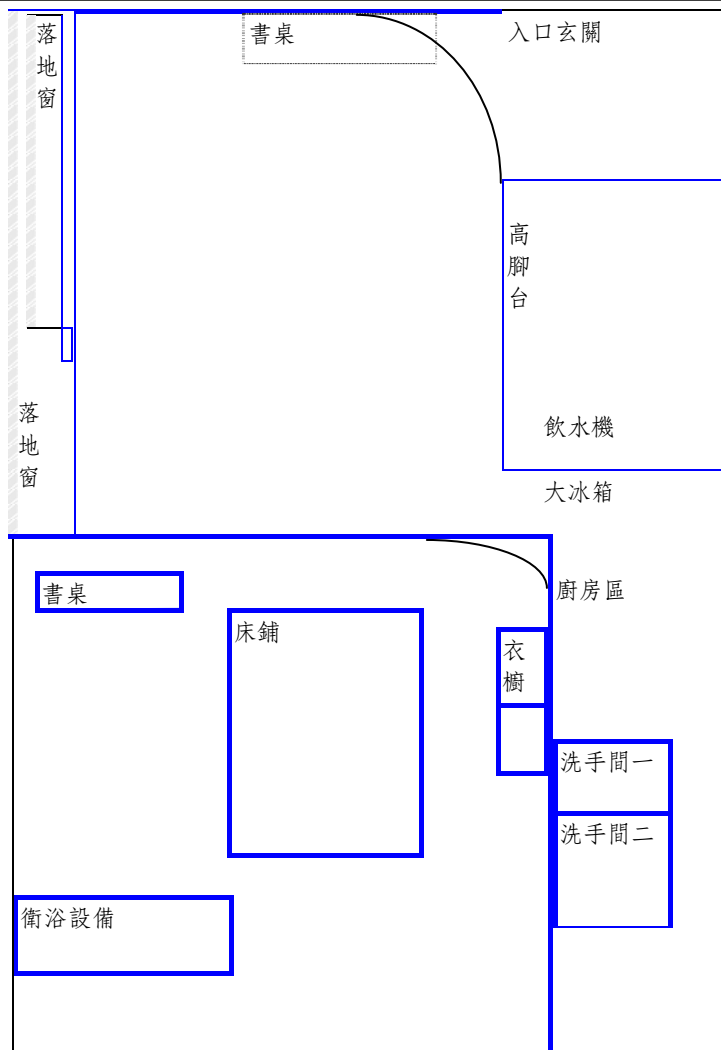 落地窗
書桌
入口玄關
高腳台
落地窗
飲水機
大冰箱
書桌
廚房區
床鋪
衣櫥
洗手間一
洗手間二
衛浴設備